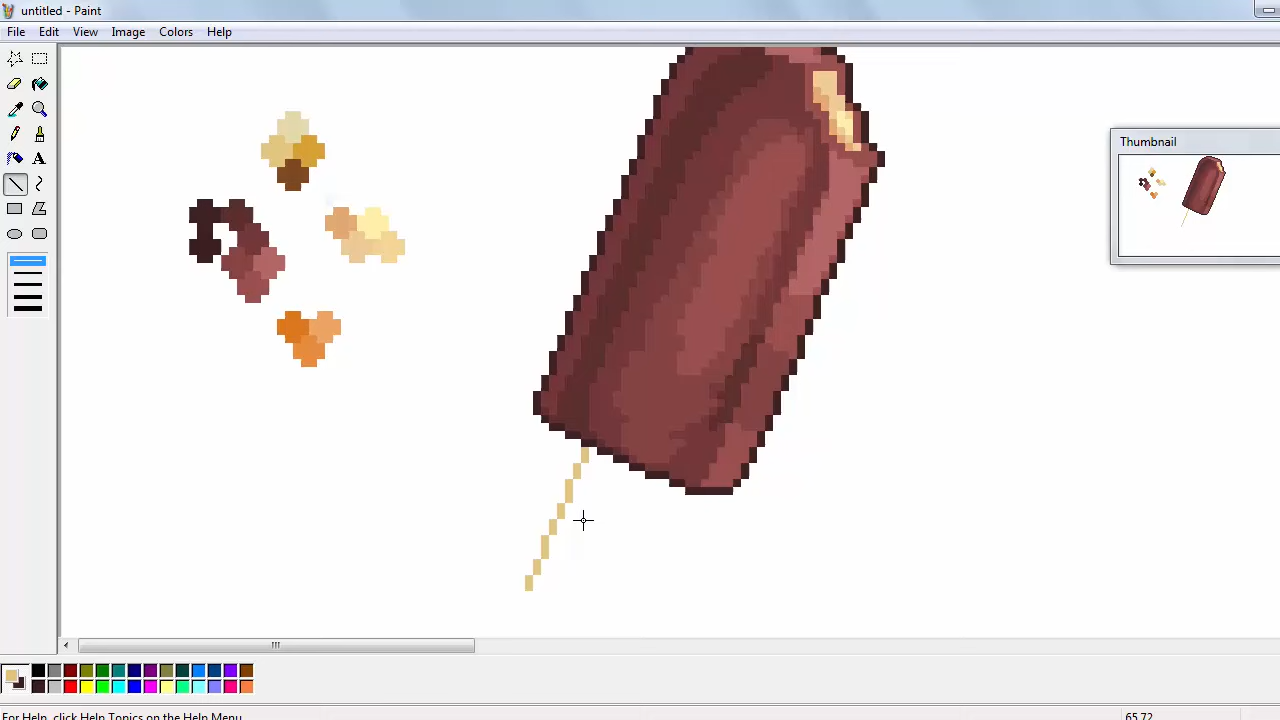 untitled - Paint
File Edit View Image Colors Help
Thumbnail
A
For Help, click Help Topics on the Help Menu.
65,72